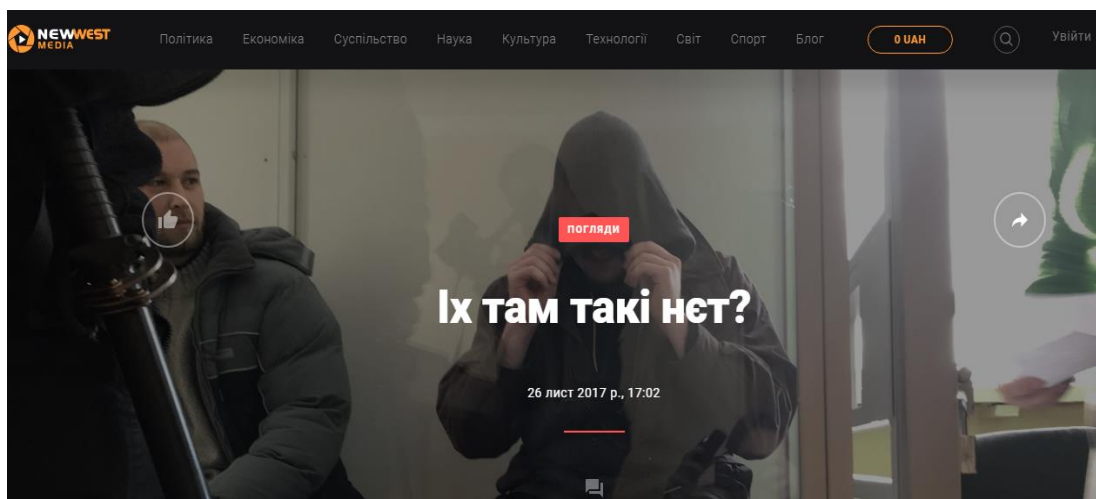 NEWWEST
MEDIA
Політика Економіка Суспільство Наука Культура Технології Світ Спорт Блог 0 UAH Увійти
погляди
Іх там такі нєт?
26 лист 2017 р., 17:02